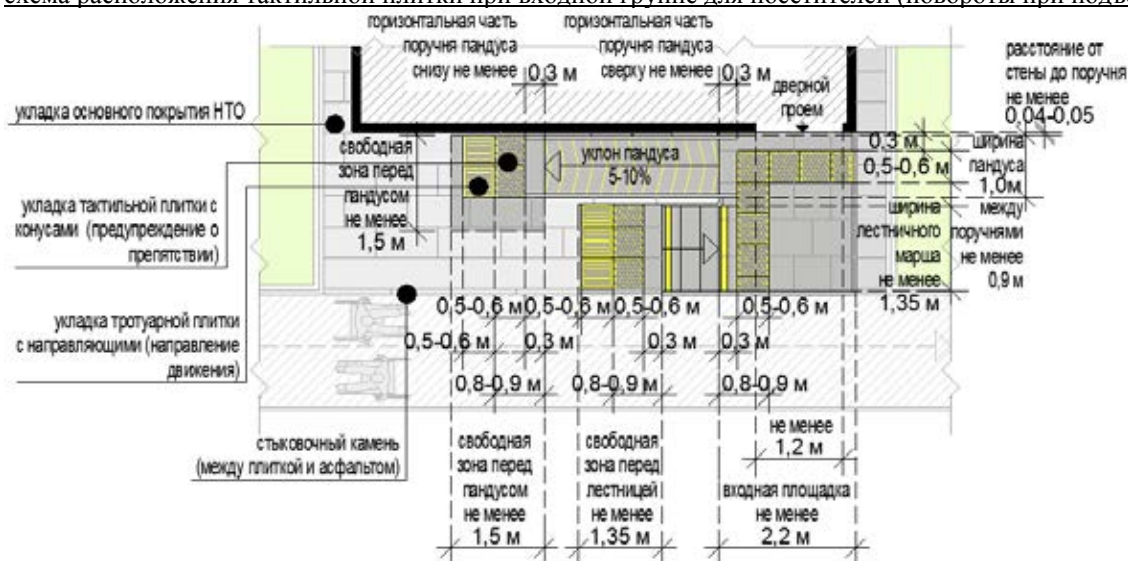 схема расположения тактильной плитки при входной группе для посетителей (повороты при подъ
горизонтальная часть
поручня пандуса
снизу не менее
0,3 м
горизонтальная часть
поручня пандуса
сверху не менее
0,3 м
дверной
проем
расстояние от
стены до поручня
не менее
0,04-0,05
укладка основного покрытия НТО
свободная
зона перед
пандусом
не менее
1,5 м
уклон пандуса
5-10%
0,3 м
0,5-0,6 м
ширина
пандуса
1,0м
между
поручнями
не менее
0,9 м
ширина
лестничного
марша
не менее
1,35 м
укладка тактильной плитки с
конусами (предупреждение о
препятствии)
укладка тротуарной плитки
с направляющими (направление
движения)
0,5-0,6 м
0,5-0,6 м
0,5-0,6 м
0,5-0,6 м
0,5-0,6 м
0,3 м
0,3 м
0,3 м
0,8-0,9 м
0,8-0,9 м
0,8-0,9 м
стыковочный камень
(между плиткой и асфальтом)
не менее
1,2 м
свободная
зона перед
пандусом
не менее
1,5 м
свободная
зона перед
лестницей
не менее
1,35 м
входная площадка
не менее
2,2 м